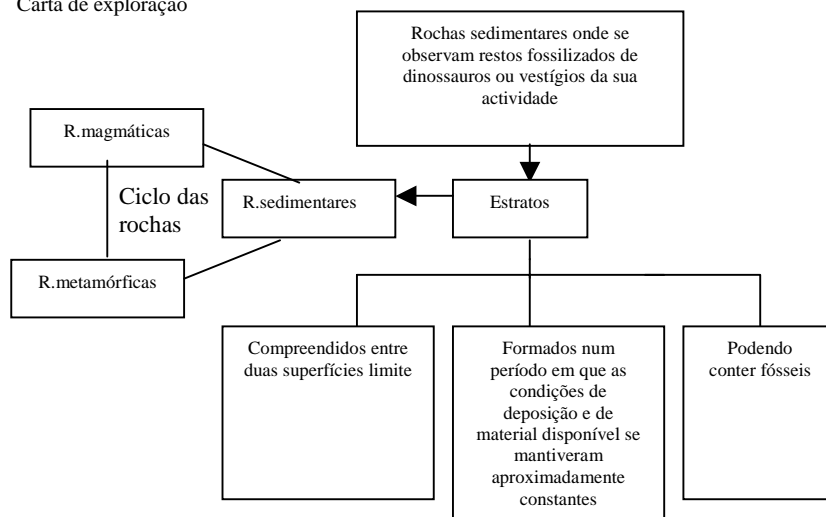 Carta de exploração
Rochas sedimentares onde se
observam restos fossilizados de
dinossauros ou vestígios da sua
actividade
R.magmáticas
Ciclo das
rochas
R.sedimentares
Estratos
R.metamórficas
Compreendidos entre
duas superfícies limite
Formados num
período em que as
condições de
deposição e de
material disponível se
mantiveram
aproximadamente
constantes
Podendo
conter fósseis